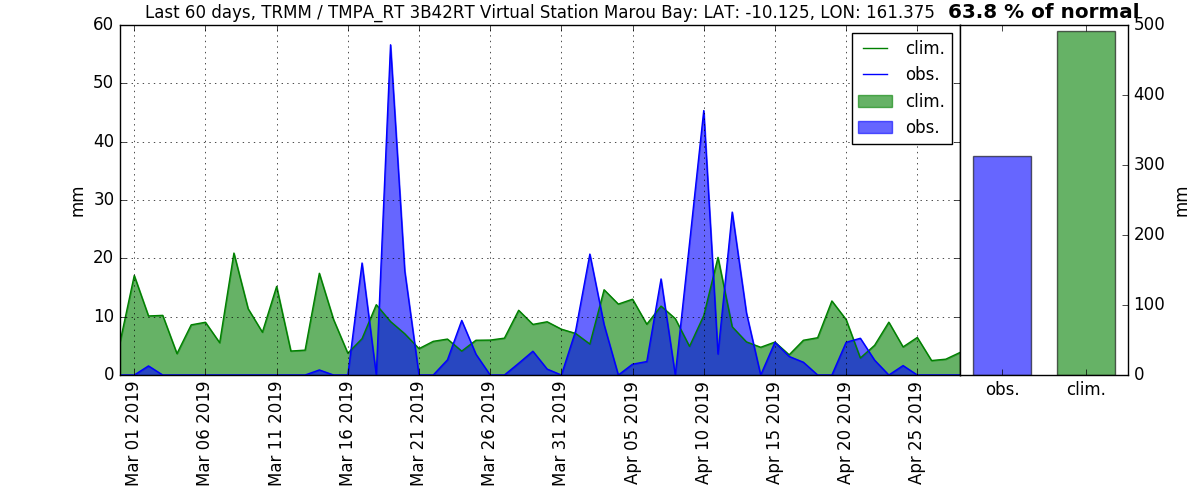 Last 60 days, TRMM / TMPA_RT 3B42RT Virtual Station Marou Bay: LAT: -10.125, LON: 161.375 63.8 % of normal
60
50
40
30
20
10
0
mm
clim.
obs.
clim.
obs.
Mar 01 2019
Mar 06 2019
Mar 11 2019
Mar 16 2019
Mar 21 2019
Mar 26 2019
Mar 31 2019
Apr 05 2019
Apr 10 2019
Apr 15 2019
Apr 20 2019
Apr 25 2019
500
400
300
200
100
0
mm
obs. clim.